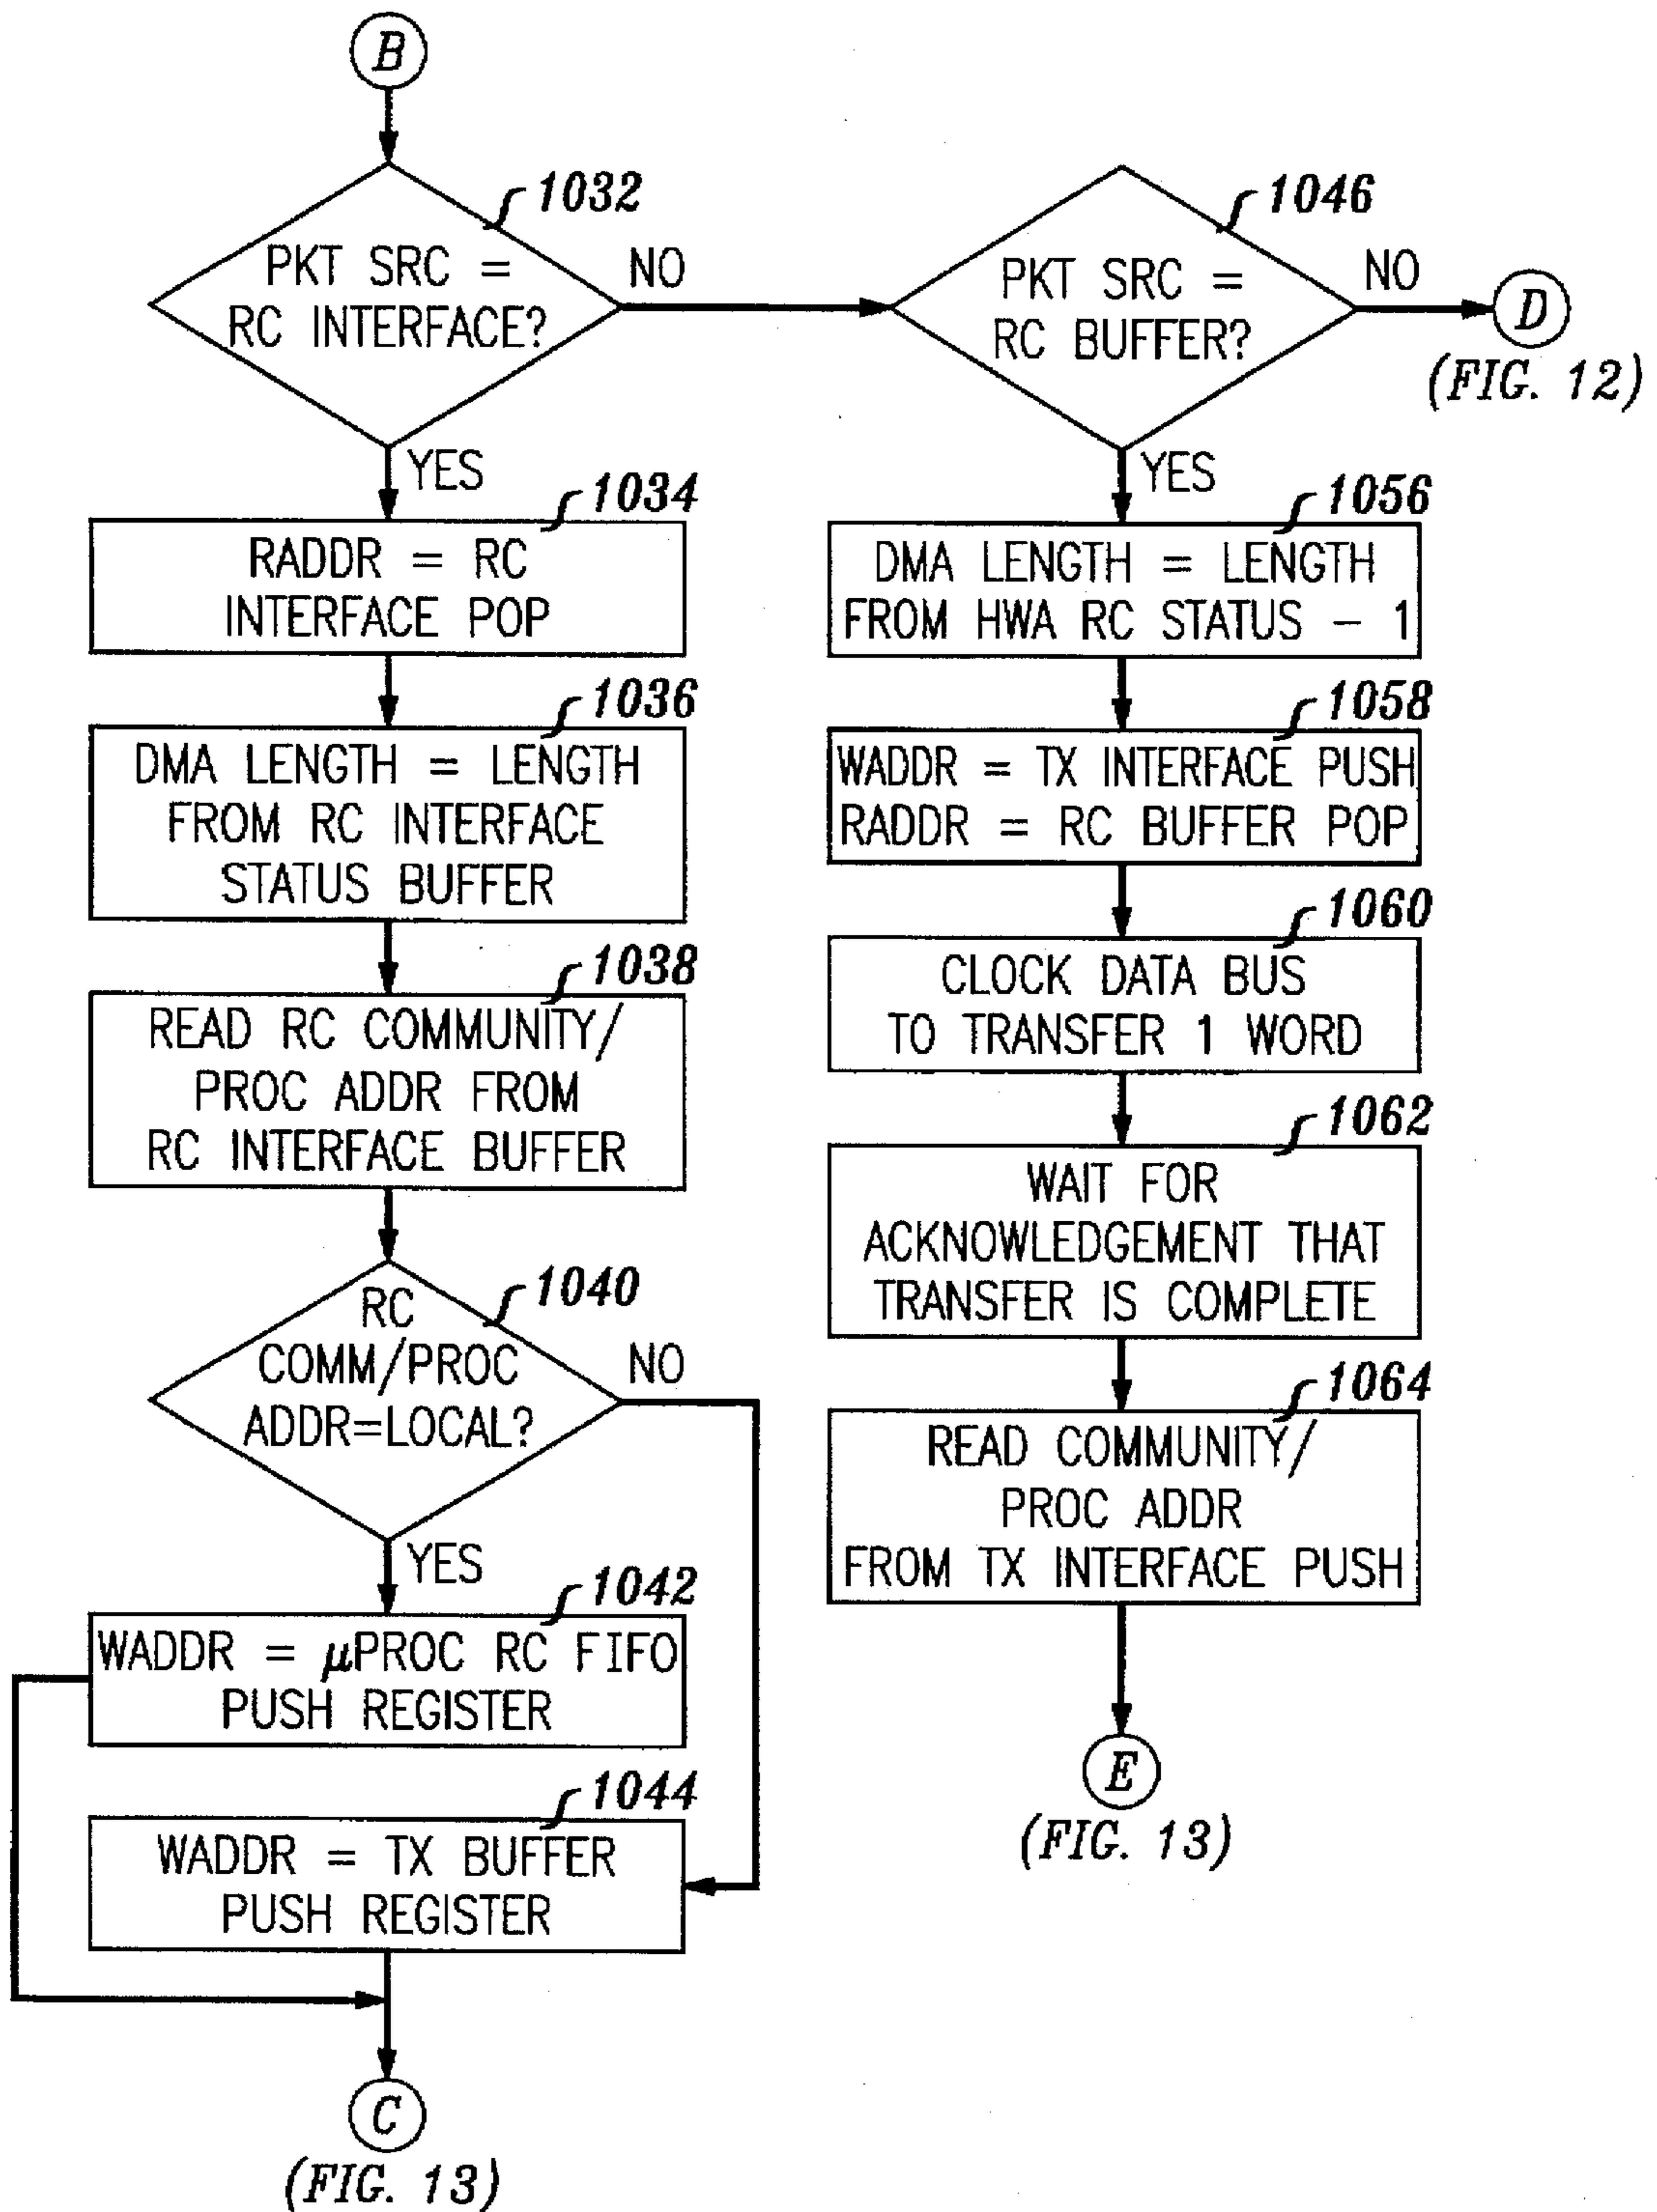 B
1032
PKT SRC =
RC INTERFACE?
NO
YES
1034
RADDR = RC
INTERFACE POP
1036
DMA LENGTH = LENGTH
FROM RC INTERFACE
STATUS BUFFER
1038
READ RC COMMUNITY/
PROC ADDR FROM
RC INTERFACE BUFFER
1040
RC
COMM/PROC
ADDR=LOCAL?
NO
YES
1042
WADDR = µPROC RC FIFO
PUSH REGISTER
1044
WADDR = TX BUFFER
PUSH REGISTER
C
(FIG. 13)
1046
PKT SRC =
RC BUFFER?
NO
D
(FIG. 12)
YES
1056
DMA LENGTH = LENGTH
FROM HWA RC STATUS − 1
1058
WADDR = TX INTERFACE PUSH
RADDR = RC BUFFER POP
1060
CLOCK DATA BUS
TO TRANSFER 1 WORD
1062
WAIT FOR
ACKNOWLEDGEMENT THAT
TRANSFER IS COMPLETE
1064
READ COMMUNITY/
PROC ADDR
FROM TX INTERFACE PUSH
E
(FIG. 13)